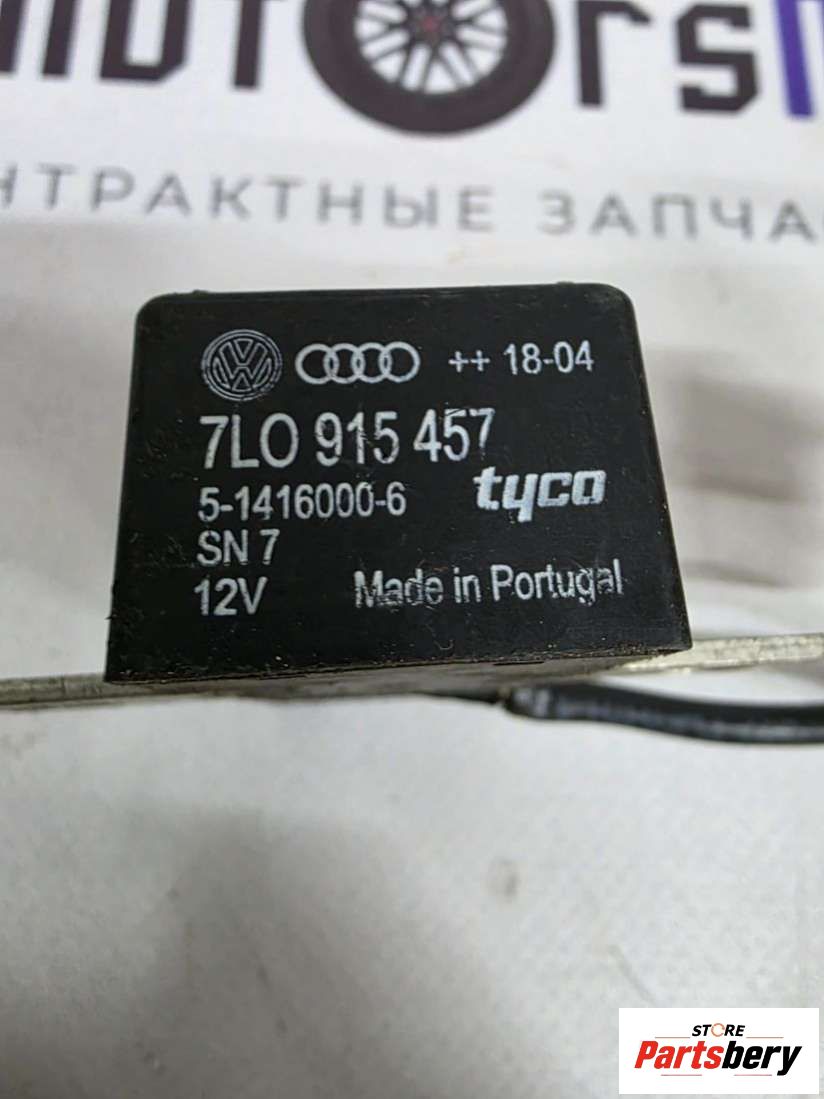 MOTORS
НТРАКТНЫЕ ЗАПЧА
++ 18-04
7L0 915 457
5-1416000-6
tyco
SN 7
12V
Made in Portugal
STORE
Partsbery